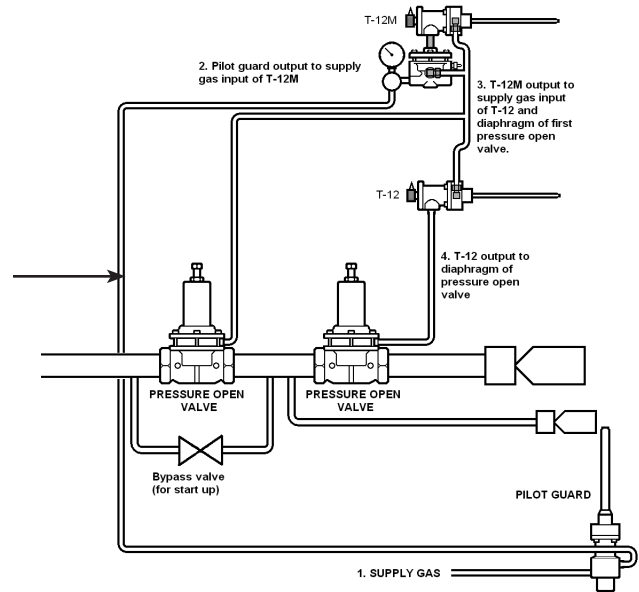 T-12M
2. Pilot guard output to supply
gas input of T-12M
3. T-12M output to
supply gas input
of T-12 and
diaphragm of first
pressure open
valve.
T-12
4. T-12 output to
diaphragm of
pressure open
valve
PRESSURE OPEN
VALVE
PRESSURE OPEN
VALVE
Bypass valve
(for start up)
PILOT GUARD
1. SUPPLY GAS